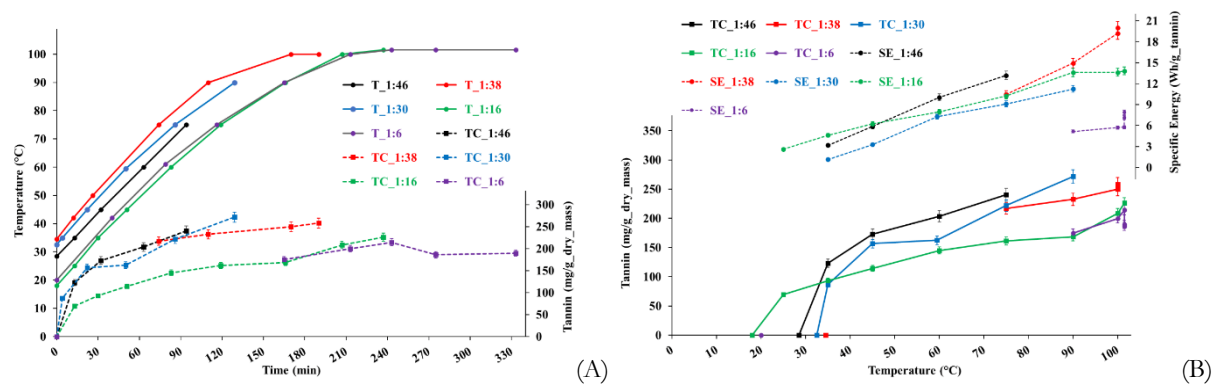 Temperature (°C)
100
90
80
70
60
50
40
30
20
10
0
T_1:46 T_1:38
T_1:30 T_1:16
T_1:6 TC_1:46
TC_1:38 TC_1:30
TC_1:16 TC_1:6
300
250
200
150
100
50
0
Tannin (mg/g_dry_mass)
0 30 60 90 120 150 180 210 240 270 300 330
Time (min)
(A)
TC_1:46 TC_1:38 TC_1:30
TC_1:16 TC_1:6 SE_1:46
SE_1:38 SE_1:30 SE_1:16
SE_1:6
21
18
15
12
9
6
3
0
Specific Energy (Wh/g_tannin)
Tannin (mg/g_dry_mass)
350
300
250
200
150
100
50
0
0 10 20 30 40 50 60 70 80 90 100
Temperature (°C)
(B)